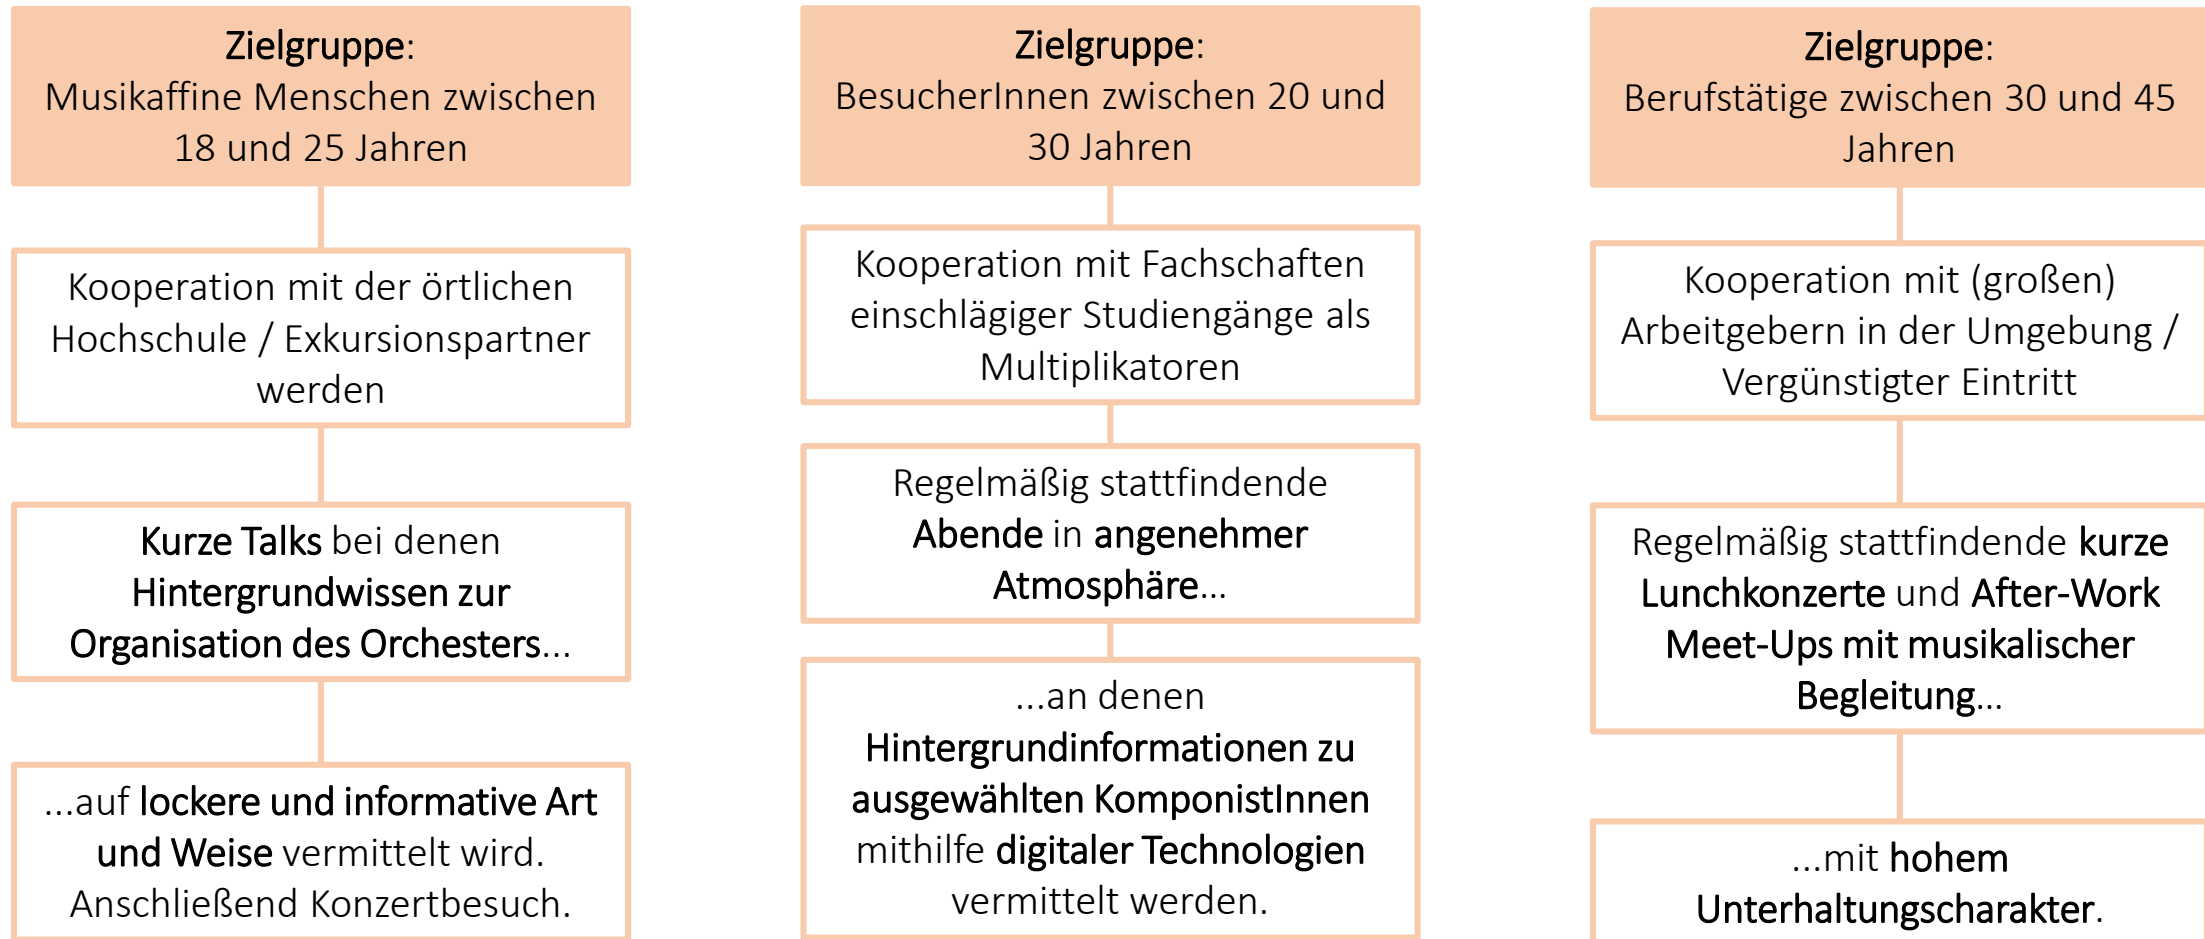 Zielgruppe:
Musikaffine Menschen zwischen
18 und 25 Jahren
Kooperation mit der örtlichen
Hochschule / Exkursionspartner
werden
Kurze Talks bei denen
Hintergrundwissen zur
Organisation des Orchesters...
...auf lockere und informative Art
und Weise vermittelt wird.
Anschließend Konzertbesuch.
Zielgruppe:
BesucherInnen zwischen 20 und
30 Jahren
Kooperation mit Fachschaften
einschlägiger Studiengänge als
Multiplikatoren
Regelmäßig stattfindende
Abende in angenehmer
Atmosphäre...
...an denen
Hintergrundinformationen zu
ausgewählten KomponistInnen
mithilfe digitaler Technologien
vermittelt werden.
Zielgruppe:
Berufstätige zwischen 30 und 45
Jahren
Kooperation mit (großen)
Arbeitgebern in der Umgebung /
Vergünstigter Eintritt
Regelmäßig stattfindende kurze
Lunchkonzerte und After-Work
Meet-Ups mit musikalischer
Begleitung...
...mit hohem
Unterhaltungscharakter.